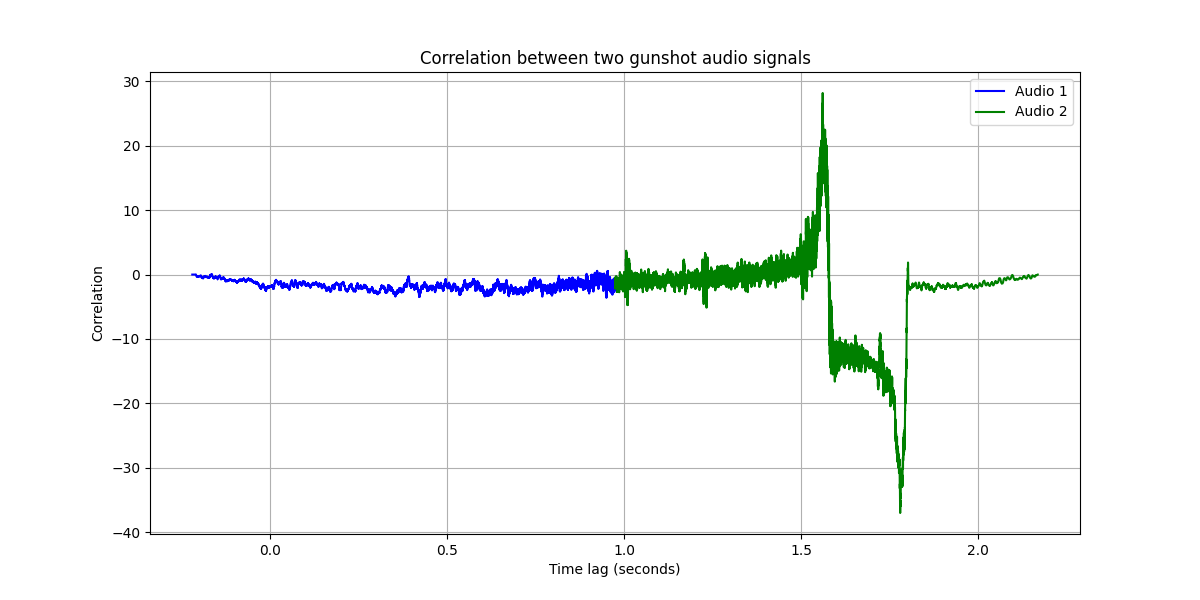 Correlation between two gunshot audio signals
Audio 1
Audio 2
30
20
10
0
−10
−20
−30
−40
Correlation
0.0 0.5 1.0 1.5 2.0
Time lag (seconds)